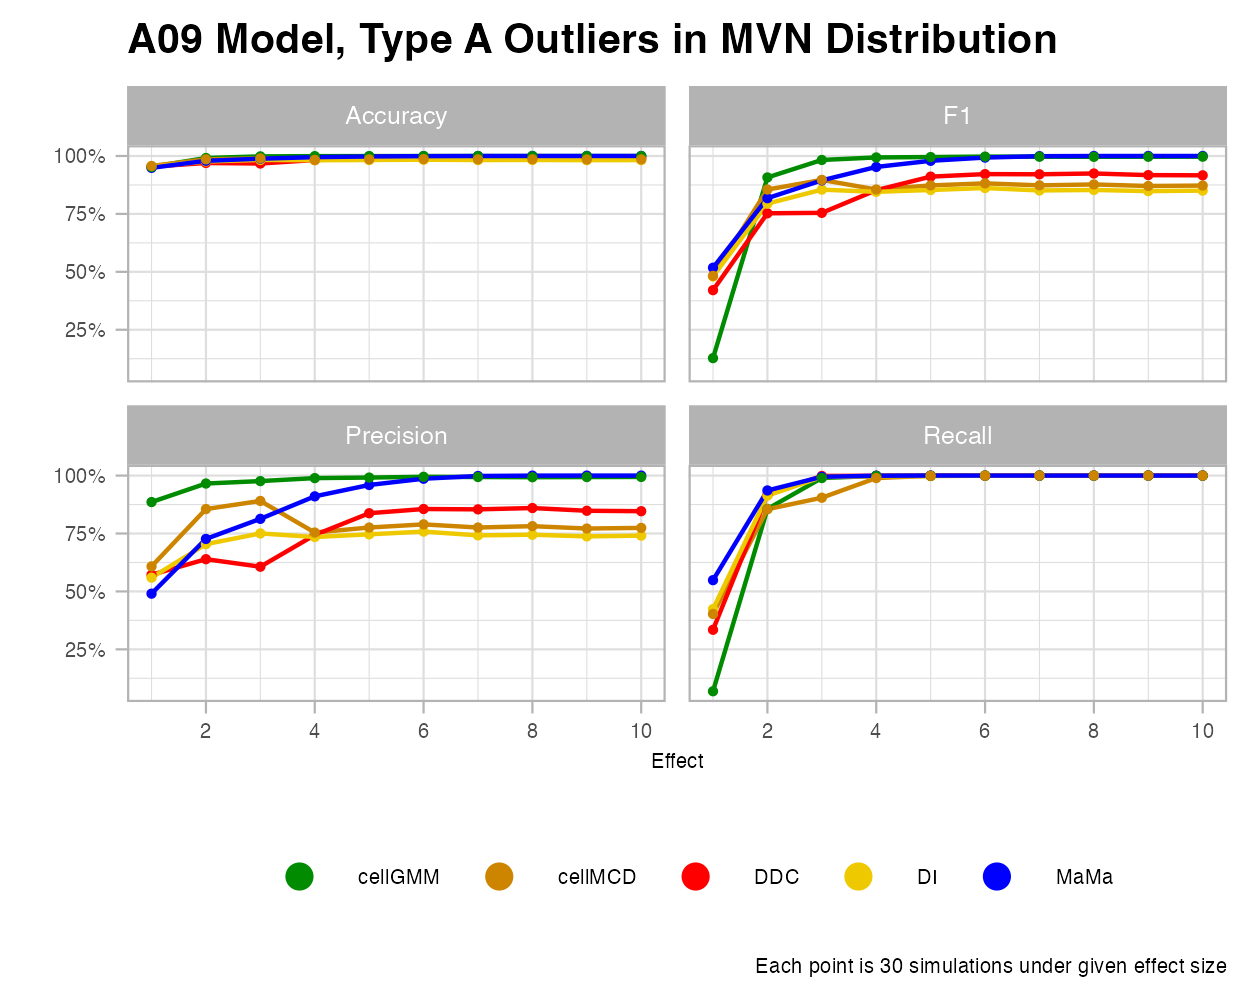 A09 Model, Type A Outliers in MVN Distribution
Accuracy
F1
100%
75%
50%
25%
Precision
Recall
100%
75%
50%
25%
2 4 6 8 10 2 4 6 8 10
Effect
cellGMM cellMCD DDC DI MaMa
Each point is 30 simulations under given effect size